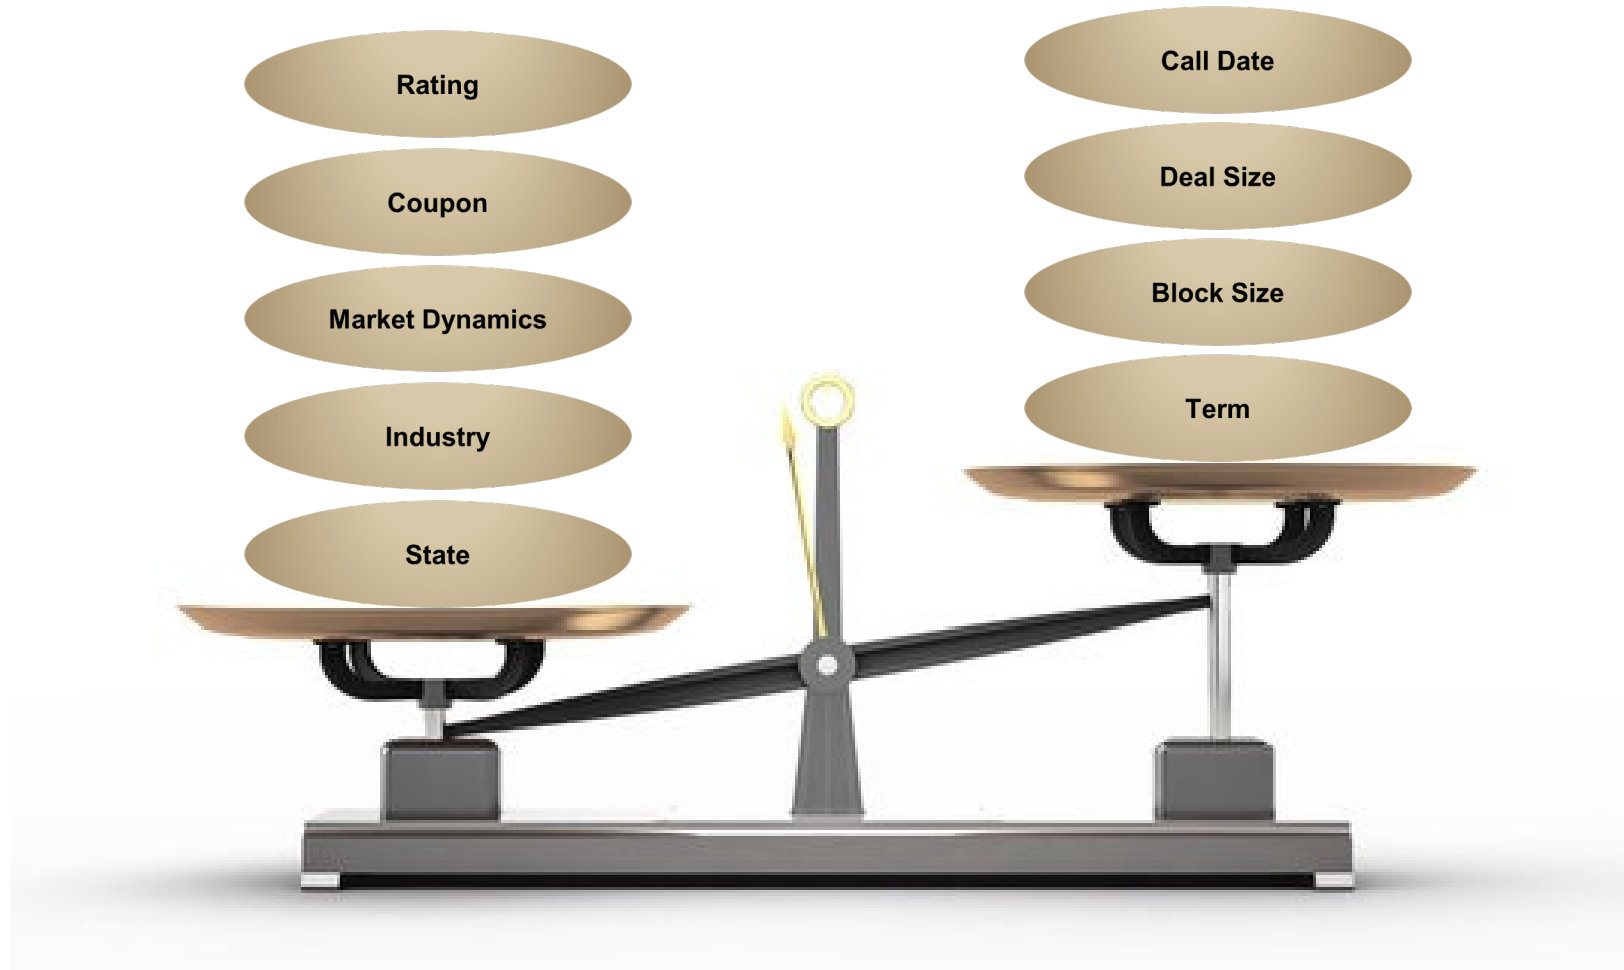 Rating
Coupon
Market Dynamics
Industry
State
Call Date
Deal Size
Block Size
Term